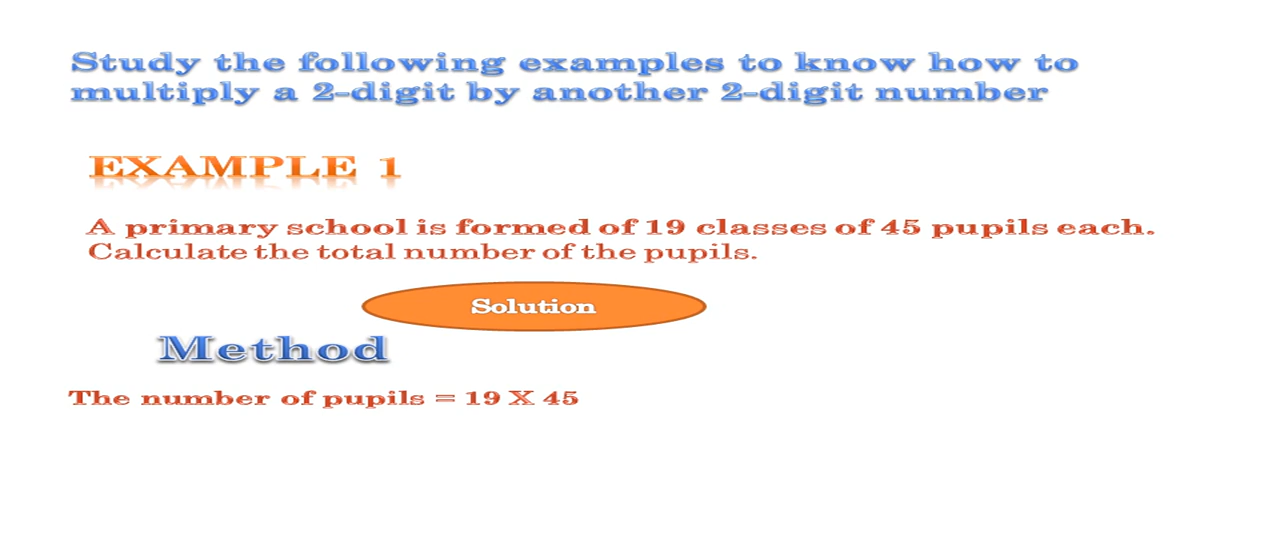 Study the following examples to know how to
multiply a 2-digit by another 2-digit number
EXAMPLE 1
A primary school is formed of 19 classes of 45 pupils each.
Calculate the total number of the pupils.
Solution
Method
The number of pupils = 19 X 45